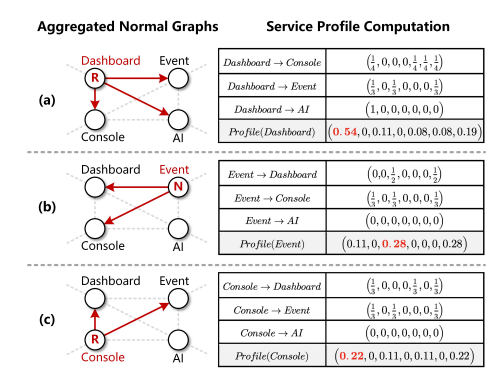 Aggregated Normal Graphs
Service Profile Computation
(a)
Dashboard
Event
R
Console
AI
Dashboard → Console (1/4, 0, 0, 0, 1/4, 1/4, 1/4)
Dashboard → Event (1/3, 0, 1/3, 0, 0, 0, 1/3)
Dashboard → AI (1, 0, 0, 0, 0, 0, 0)
Profile(Dashboard) (0.54, 0, 0.11, 0, 0.08, 0.08, 0.19)
(b)
Dashboard
Event
N
Console
AI
Event → Dashboard (0,0, 1/2, 0, 0, 0, 1/2)
Event → Console (1/3, 0, 1/3, 0, 0, 0, 1/3)
Event → AI (0, 0, 0, 0, 0, 0, 0)
Profile(Event) (0.11, 0, 0.28, 0, 0, 0, 0.28)
(c)
Dashboard
Event
R
Console
AI
Console → Dashboard (1/3, 0, 0, 0, 1/3, 0, 1/3)
Console → Event (1/3, 0, 1/3, 0, 0, 0, 1/3)
Console → AI (0, 0, 0, 0, 0, 0, 0)
Profile(Console) (0.22, 0, 0.11, 0, 0.11, 0, 0.22)